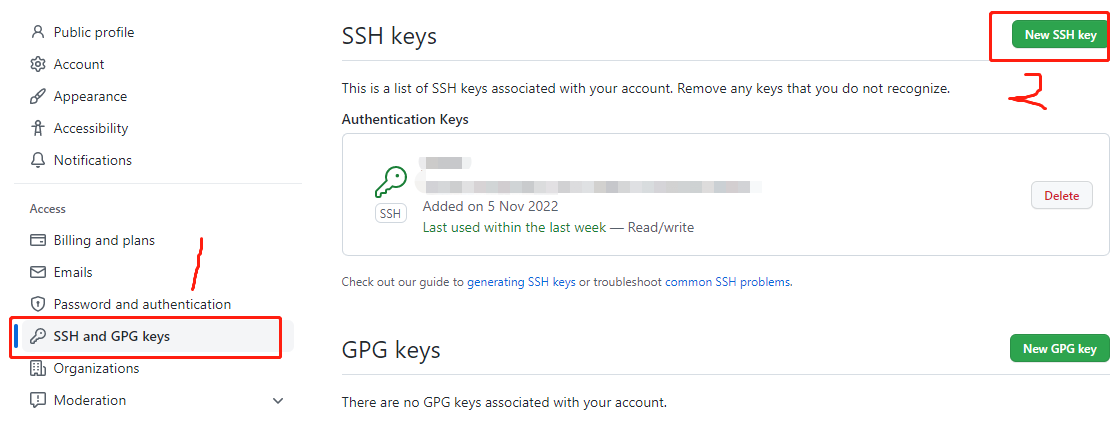 Public profile
Account
Appearance
Accessibility
Notifications
Access
Billing and plans
Emails
1
Password and authentication
SSH and GPG keys
Organizations
Moderation
SSH keys
New SSH key
2
This is a list of SSH keys associated with your account. Remove any keys that you do not recognize.
Authentication Keys
SSH
Added on 5 Nov 2022
Last used within the last week — Read/write
Delete
Check out our guide to generating SSH keys or troubleshoot common SSH problems.
GPG keys
New GPG key
There are no GPG keys associated with your account.